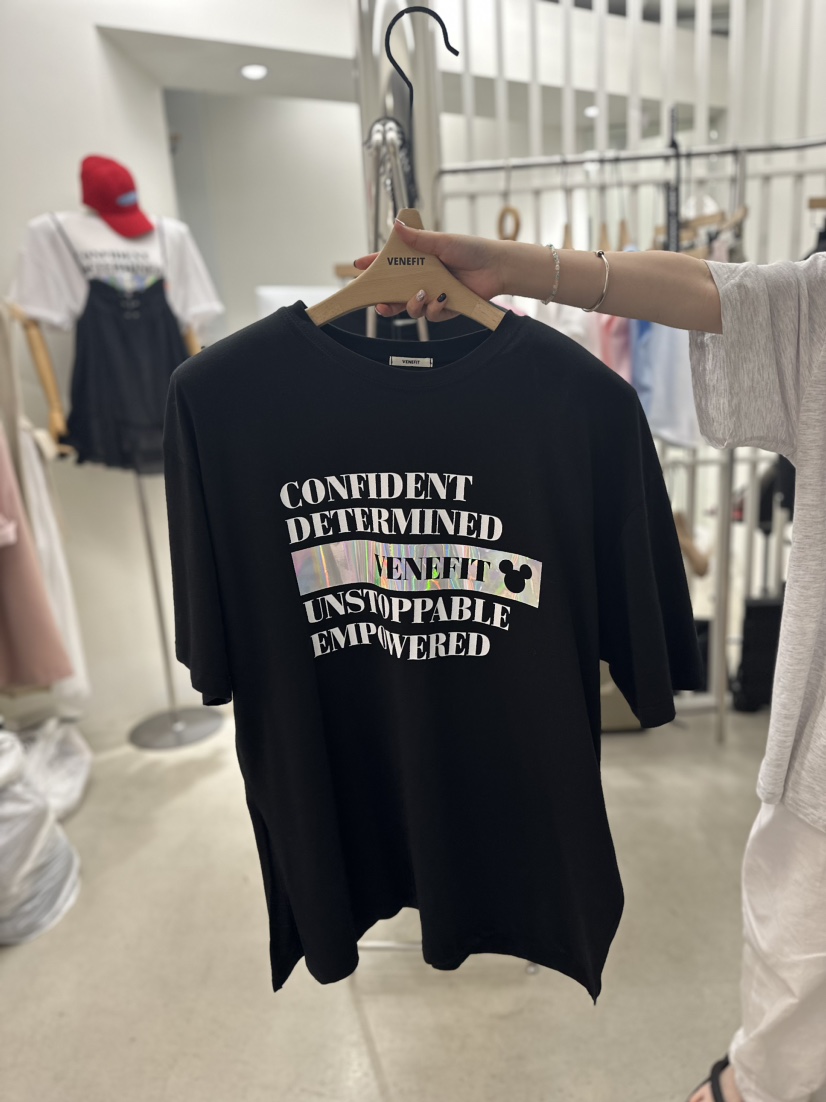 VENEFIT
VENEFIT
CONFIDENT
DETERMINED
VENEFIT
UNSTOPPABLE
EMPOWERED